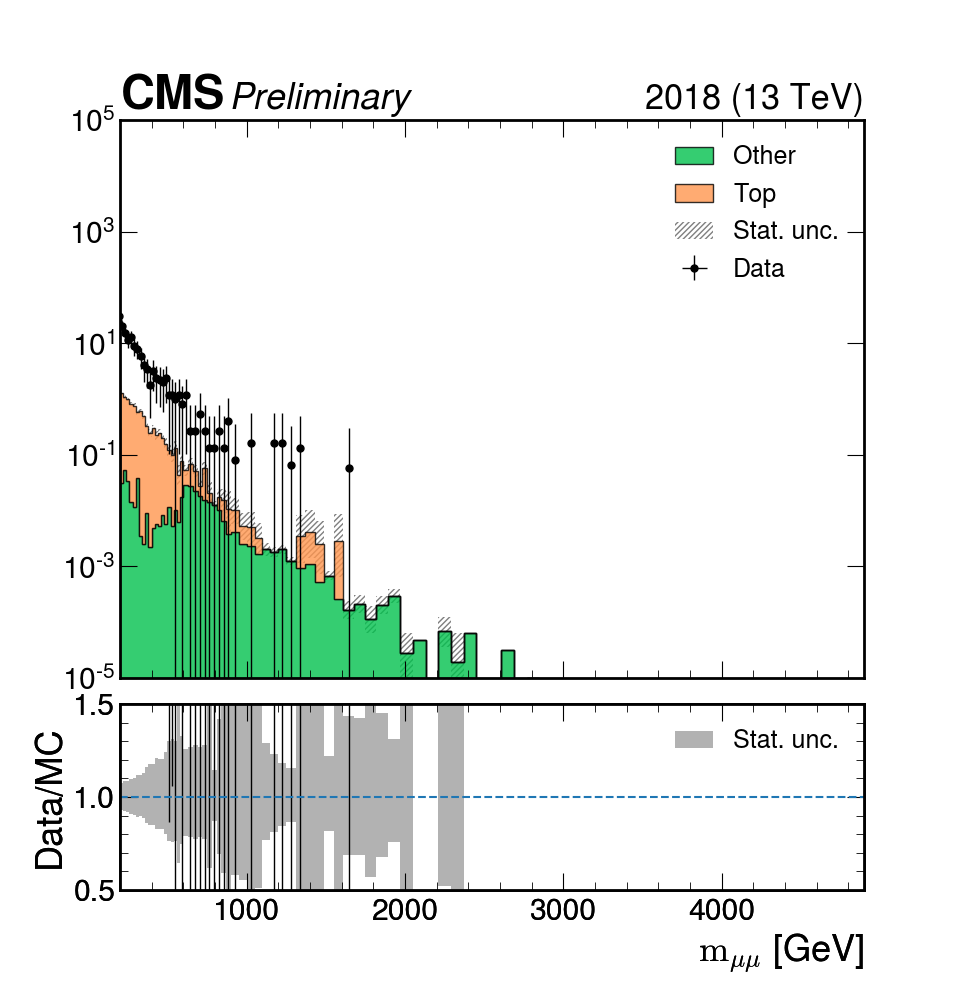 CMS Preliminary 2018 (13 TeV)
10^5
10^3
10^1
10^-1
10^-3
10^-5
Other
Top
Stat. unc.
Data
1.5
1.0
0.5
Data/MC
Stat. unc.
1000 2000 3000 4000
m_μμ [GeV]